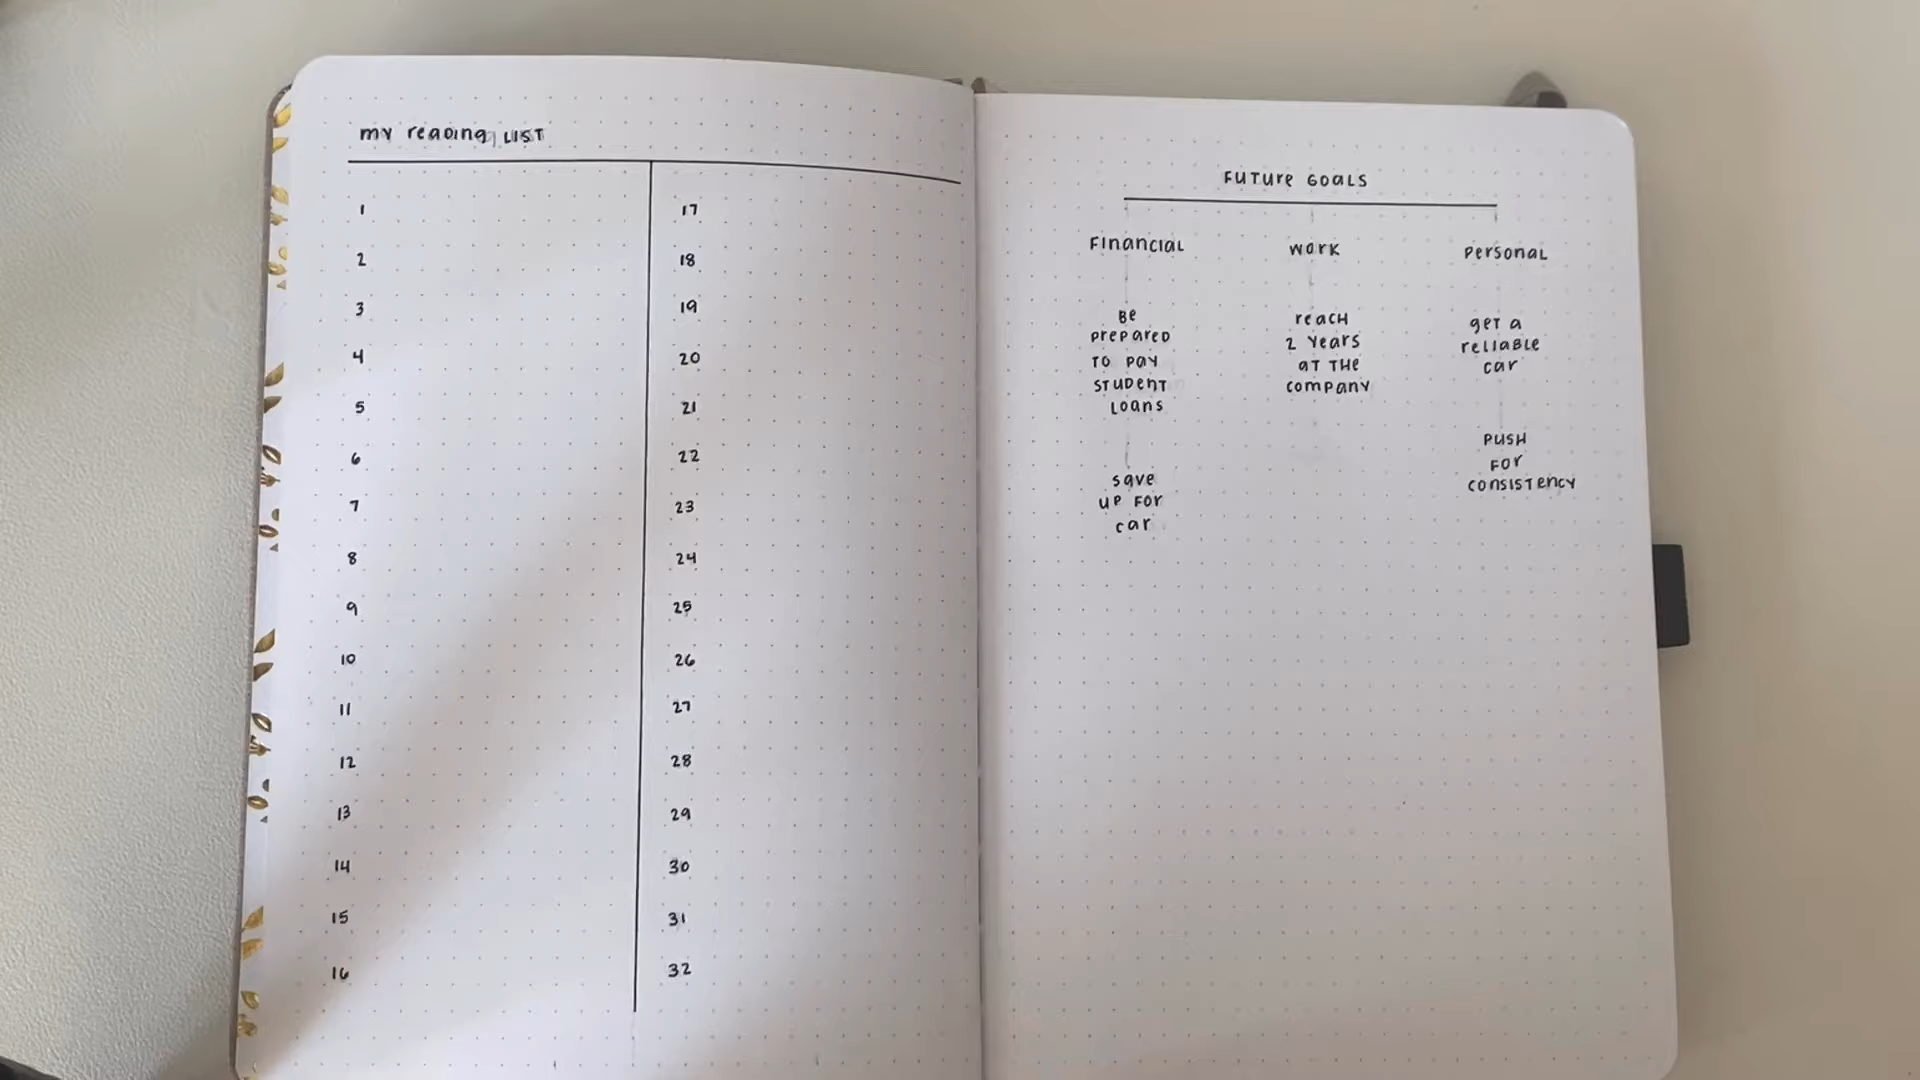 my reading LIST
1
2
3
4
5
6
7
8
9
10
11
12
13
14
15
16
17
18
19
20
21
22
23
24
25
26
27
28
29
30
31
32
FUTURE GOALS
FINANCIAL
BE
PREPARED
TO PAY
STUDENT
LOANS
SAVE
UP FOR
CAR
WORK
REACH
2 YEARS
AT THE
COMPANY
PERSONAL
GET A
RELIABLE
CAR
PUSH
FOR
CONSISTENCY